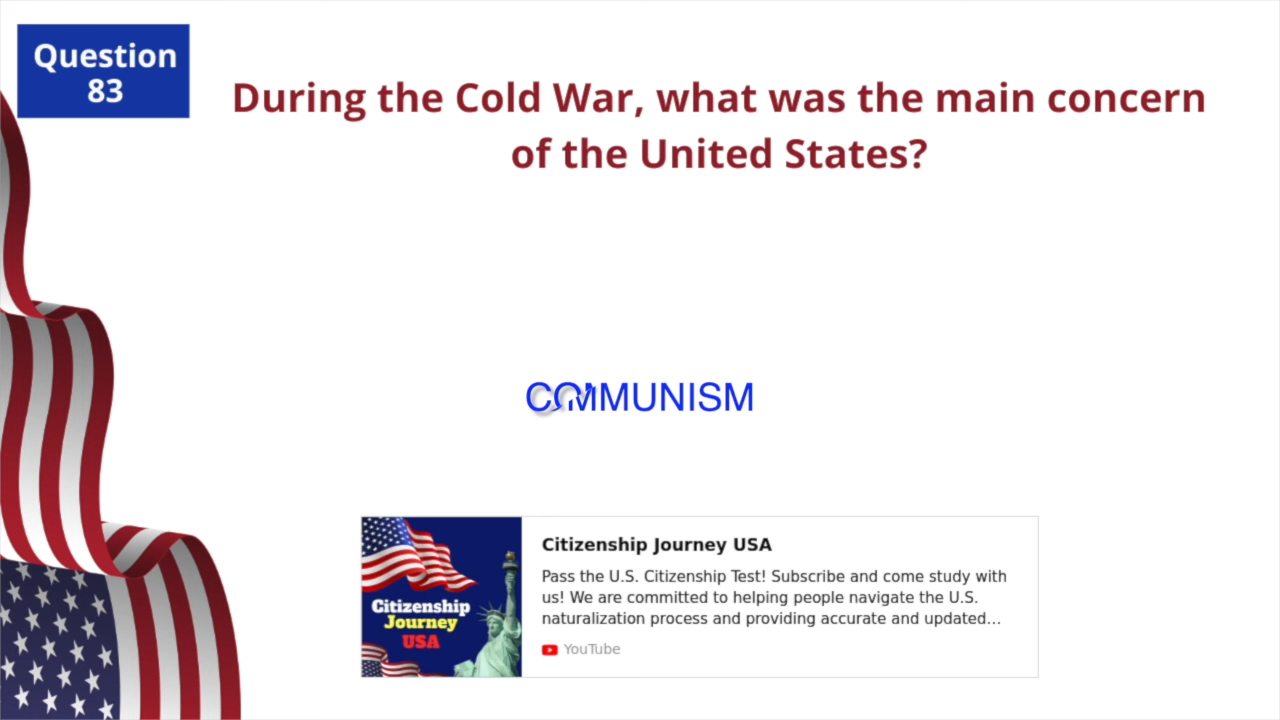 Question
83
During the Cold War, what was the main concern
of the United States?
COMMUNISM
Citizenship
Journey
USA
Citizenship Journey USA
Pass the U.S. Citizenship Test! Subscribe and come study with
us! We are committed to helping people navigate the U.S.
naturalization process and providing accurate and updated...
YouTube